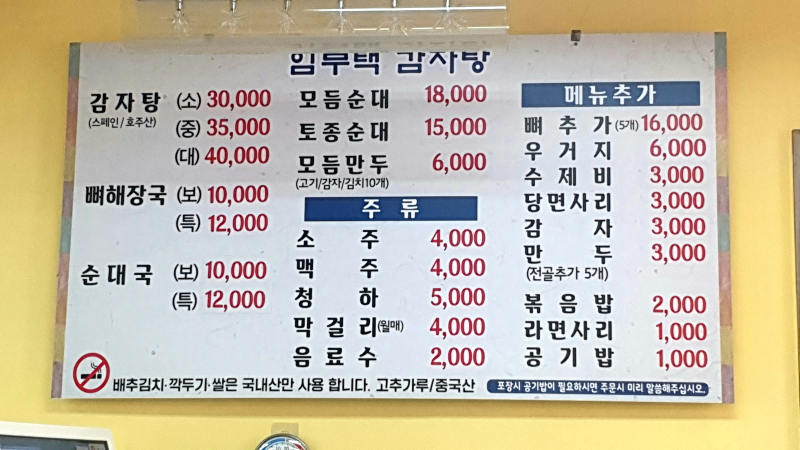 임무택 감자탕
감자탕 (소) 30,000
(스페인/호주산)
(중) 35,000
(대) 40,000
뼈해장국 (보) 10,000
(특) 12,000
순대국 (보) 10,000
(특) 12,000
모듬순대 18,000
토종순대 15,000
모듬만두 6,000
(고기/감자/김치10개)
주류
소주 4,000
맥주 4,000
청하 5,000
막걸리(월매) 4,000
음료수 2,000
메뉴추가
뼈추가(5개) 16,000
우거지 6,000
수제비 3,000
당면사리 3,000
감자 3,000
만두 3,000
(전골추가 5개)
볶음밥 2,000
라면사리 1,000
공기밥 1,000
배추김치·깍두기·쌀은 국내산만 사용 합니다. 고추가루/중국산
포장시 공기밥이 필요하시면 주문시 미리 말씀해주십시오.